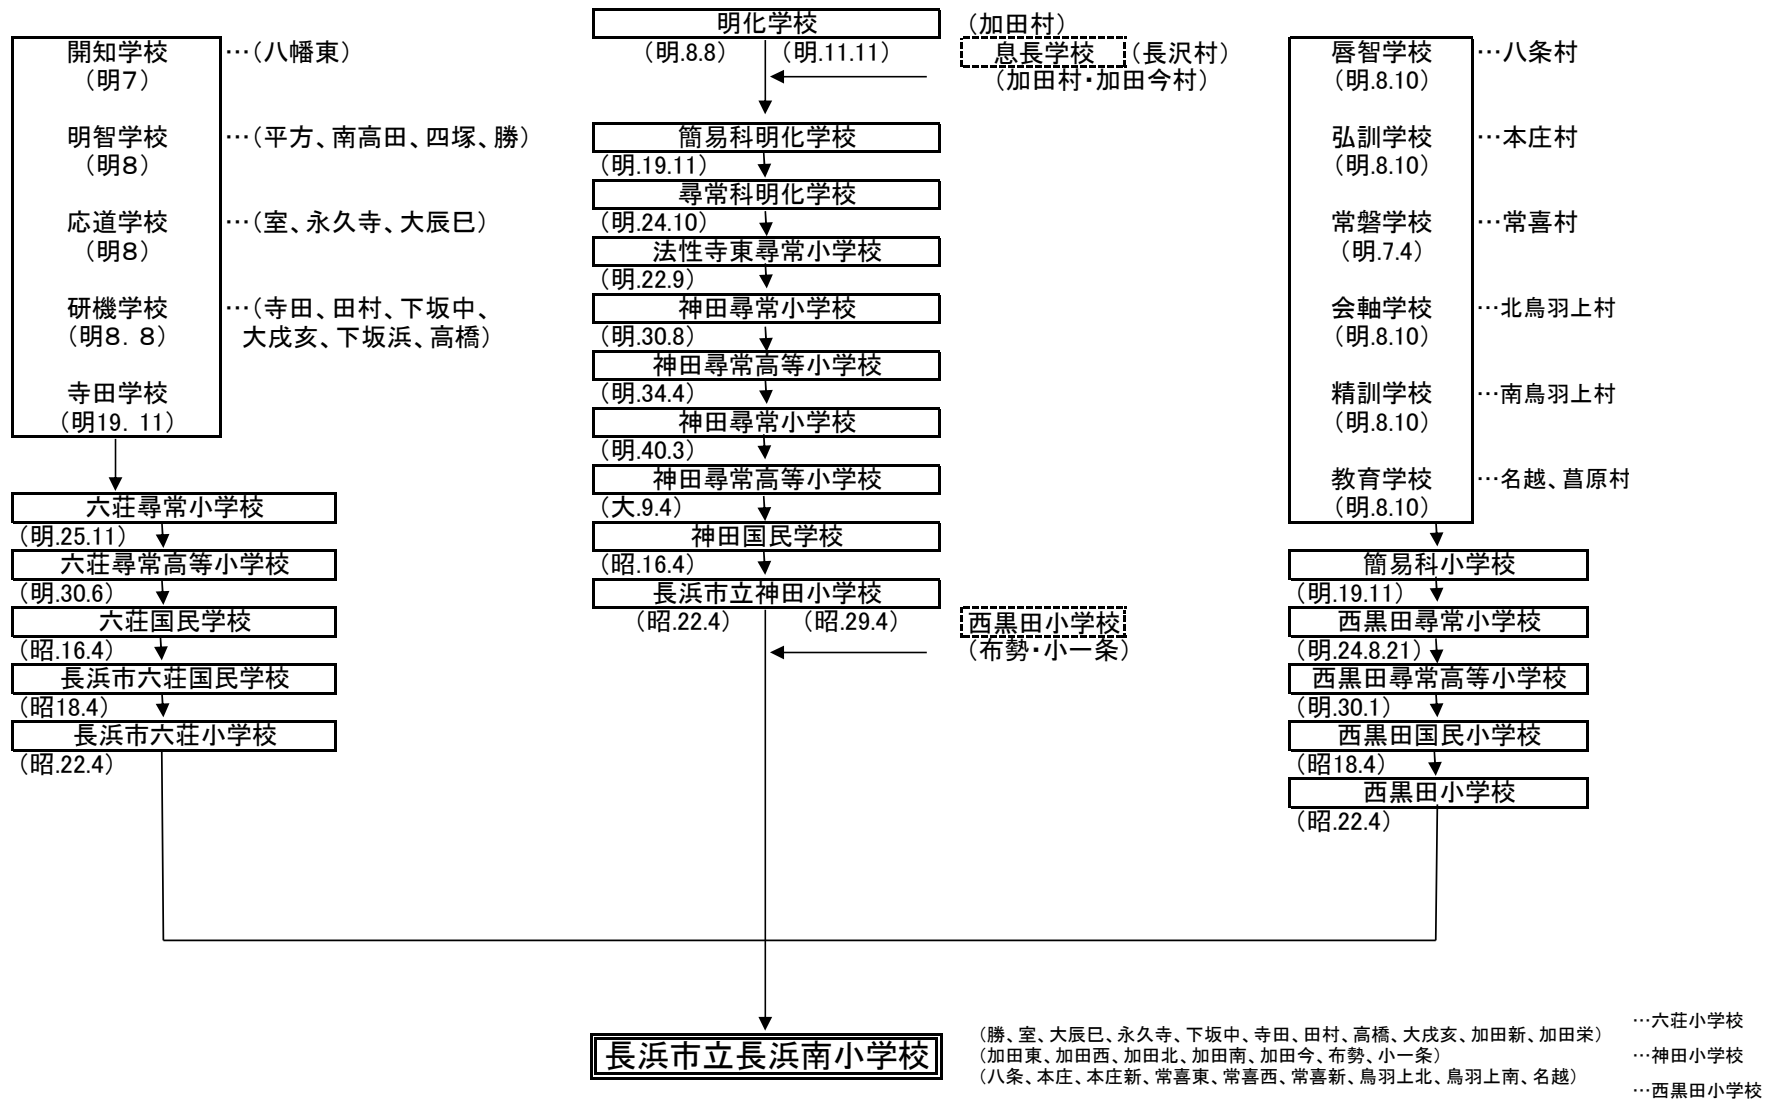 開知学校
(明7)
…(八幡東)
明智学校
(明8)
…(平方、南高田、四塚、勝)
応道学校
(明8)
…(室、永久寺、大辰巳)
研機学校
(明8.8)
…(寺田、田村、下坂中、
大戌亥、下坂浜、高橋)
寺田学校
(明19.11)
六荘尋常小学校
(明.25.11)
六荘尋常高等小学校
(明.30.6)
六荘国民学校
(昭.16.4)
長浜市六荘国民学校
(昭18.4)
長浜市六荘小学校
(昭.22.4)
明化学校
(加田村)
(明.8.8)
(明.11.11)
息長学校
(長沢村)
(加田村・加田今村)
簡易科明化学校
(明.19.11)
尋常科明化学校
(明.24.10)
法性寺東尋常小学校
(明.22.9)
神田尋常小学校
(明.30.8)
神田尋常高等小学校
(明.34.4)
神田尋常小学校
(明.40.3)
神田尋常高等小学校
(大.9.4)
神田国民学校
(昭.16.4)
長浜市立神田小学校
(昭.22.4)
(昭.29.4)
西黒田小学校
(布勢・小一条)
唇智学校
(明.8.10)
…八条村
弘訓学校
(明.8.10)
…本庄村
常磐学校
(明.7.4)
…常喜村
会軸学校
(明.8.10)
…北鳥羽上村
精訓学校
(明.8.10)
…南鳥羽上村
教育学校
(明.8.10)
…名越、菖原村
簡易科小学校
(明.19.11)
西黒田尋常小学校
(明.24.8.21)
西黒田尋常高等小学校
(明.30.1)
西黒田国民小学校
(昭18.4)
西黒田小学校
(昭.22.4)
長浜市立長浜南小学校
(勝、室、大辰巳、永久寺、下坂中、寺田、田村、高橋、大戌亥、加田新、加田栄)
…六荘小学校
(加田東、加田西、加田北、加田南、加田今、布勢、小一条)
…神田小学校
(八条、本庄、本庄新、常喜東、常喜西、常喜新、鳥羽上北、鳥羽上南、名越)
…西黒田小学校